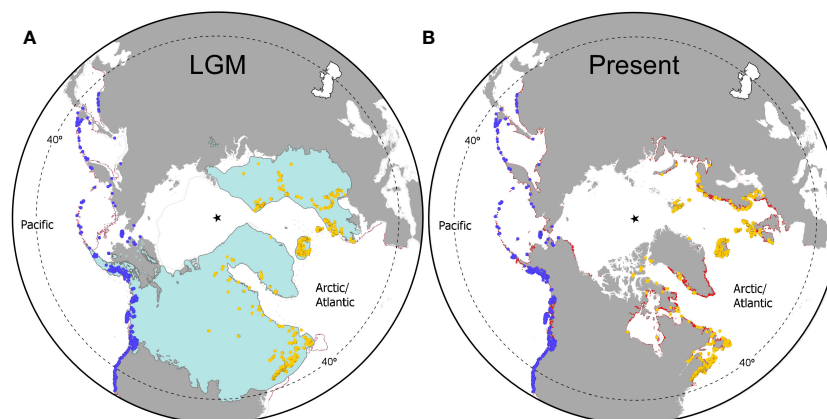 A
LGM
40°
Pacific
Arctic/
Atlantic
40°
B
Present
40°
Pacific
Arctic/
Atlantic
40°